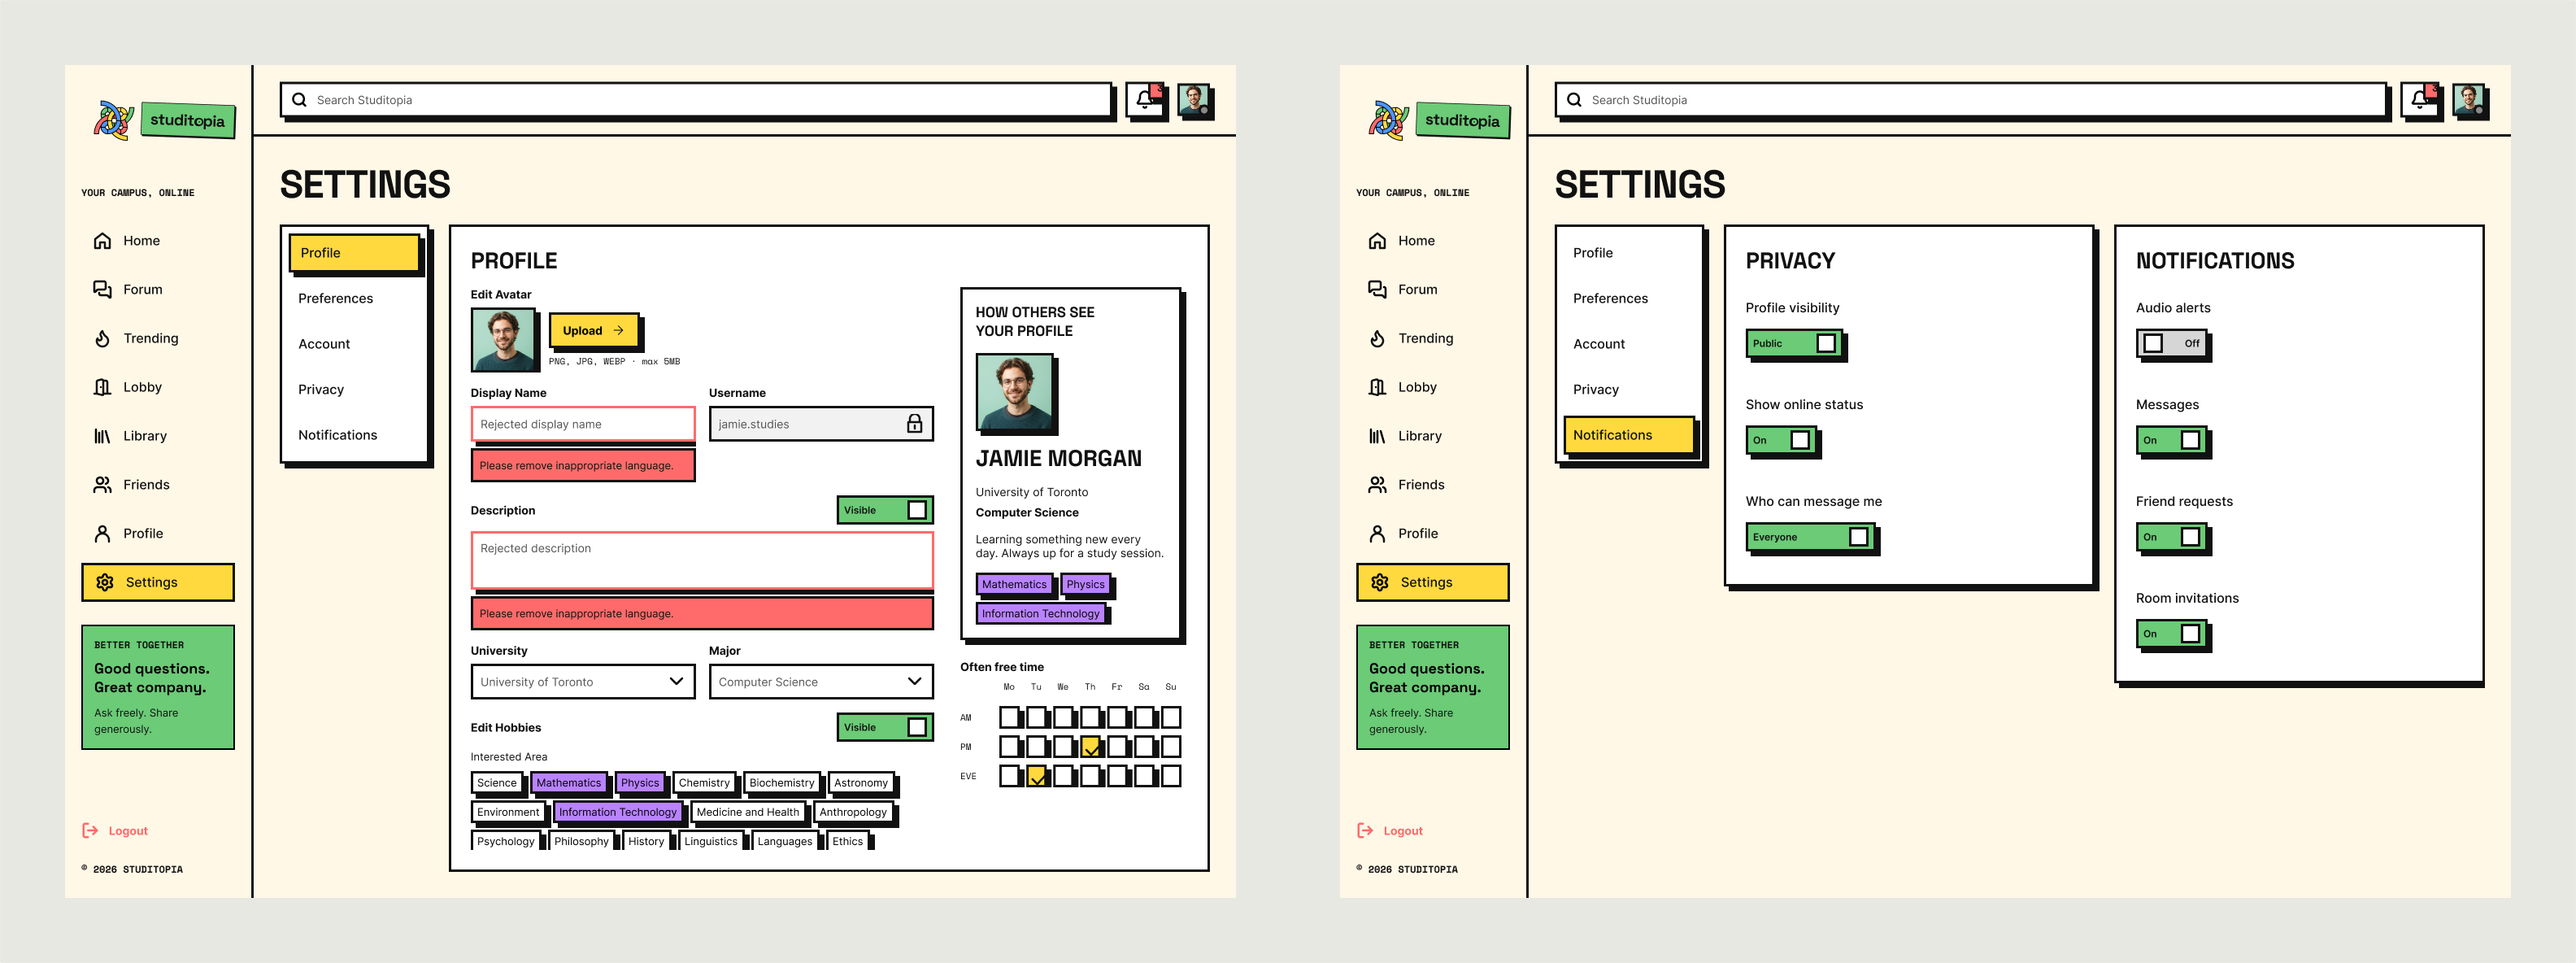 studitopia
YOUR CAMPUS, ONLINE
Home
Forum
Trending
Lobby
Library
Friends
Profile
Settings
BETTER TOGETHER
Good questions.
Great company.
Ask freely. Share
generously.
Logout
© 2026 STUDITOPIA
Search Studitopia
SETTINGS
Profile
Preferences
Account
Privacy
Notifications
PROFILE
Edit Avatar
Upload
PNG, JPG, WEBP · max 5MB
Display Name
Rejected display name
Please remove inappropriate language.
Username
jamie.studies
Description
Visible
Rejected description
Please remove inappropriate language.
University
University of Toronto
Major
Computer Science
Edit Hobbies
Visible
Interested Area
Science Mathematics Physics Chemistry Biochemistry Astronomy
Environment Information Technology Medicine and Health Anthropology
Psychology Philosophy History Linguistics Languages Ethics
HOW OTHERS SEE
YOUR PROFILE
JAMIE MORGAN
University of Toronto
Computer Science
Learning something new every
day. Always up for a study session.
Mathematics Physics
Information Technology
Often free time
Mo Tu We Th Fr Sa Su
AM
PM
EVE
studitopia
YOUR CAMPUS, ONLINE
Home
Forum
Trending
Lobby
Library
Friends
Profile
Settings
BETTER TOGETHER
Good questions.
Great company.
Ask freely. Share
generously.
Logout
© 2026 STUDITOPIA
Search Studitopia
SETTINGS
Profile
Preferences
Account
Privacy
Notifications
PRIVACY
Profile visibility
Public
Show online status
On
Who can message me
Everyone
NOTIFICATIONS
Audio alerts
Off
Messages
On
Friend requests
On
Room invitations
On